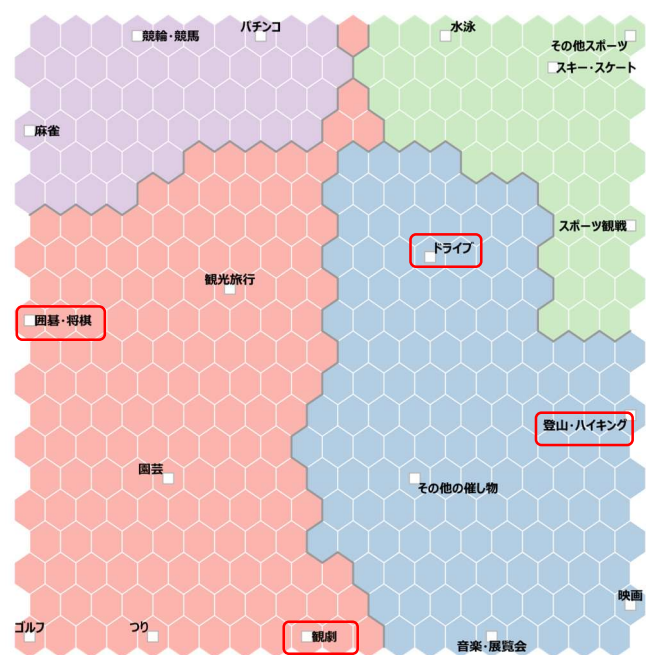 競輪・競馬
パチンコ
水泳
その他スポーツ
スキー・スケート
麻雀
スポーツ観戦
ドライブ
観光旅行
囲碁・将棋
登山・ハイキング
園芸
その他の催し物
映画
ゴルフ
つり
観劇
音楽・展覧会